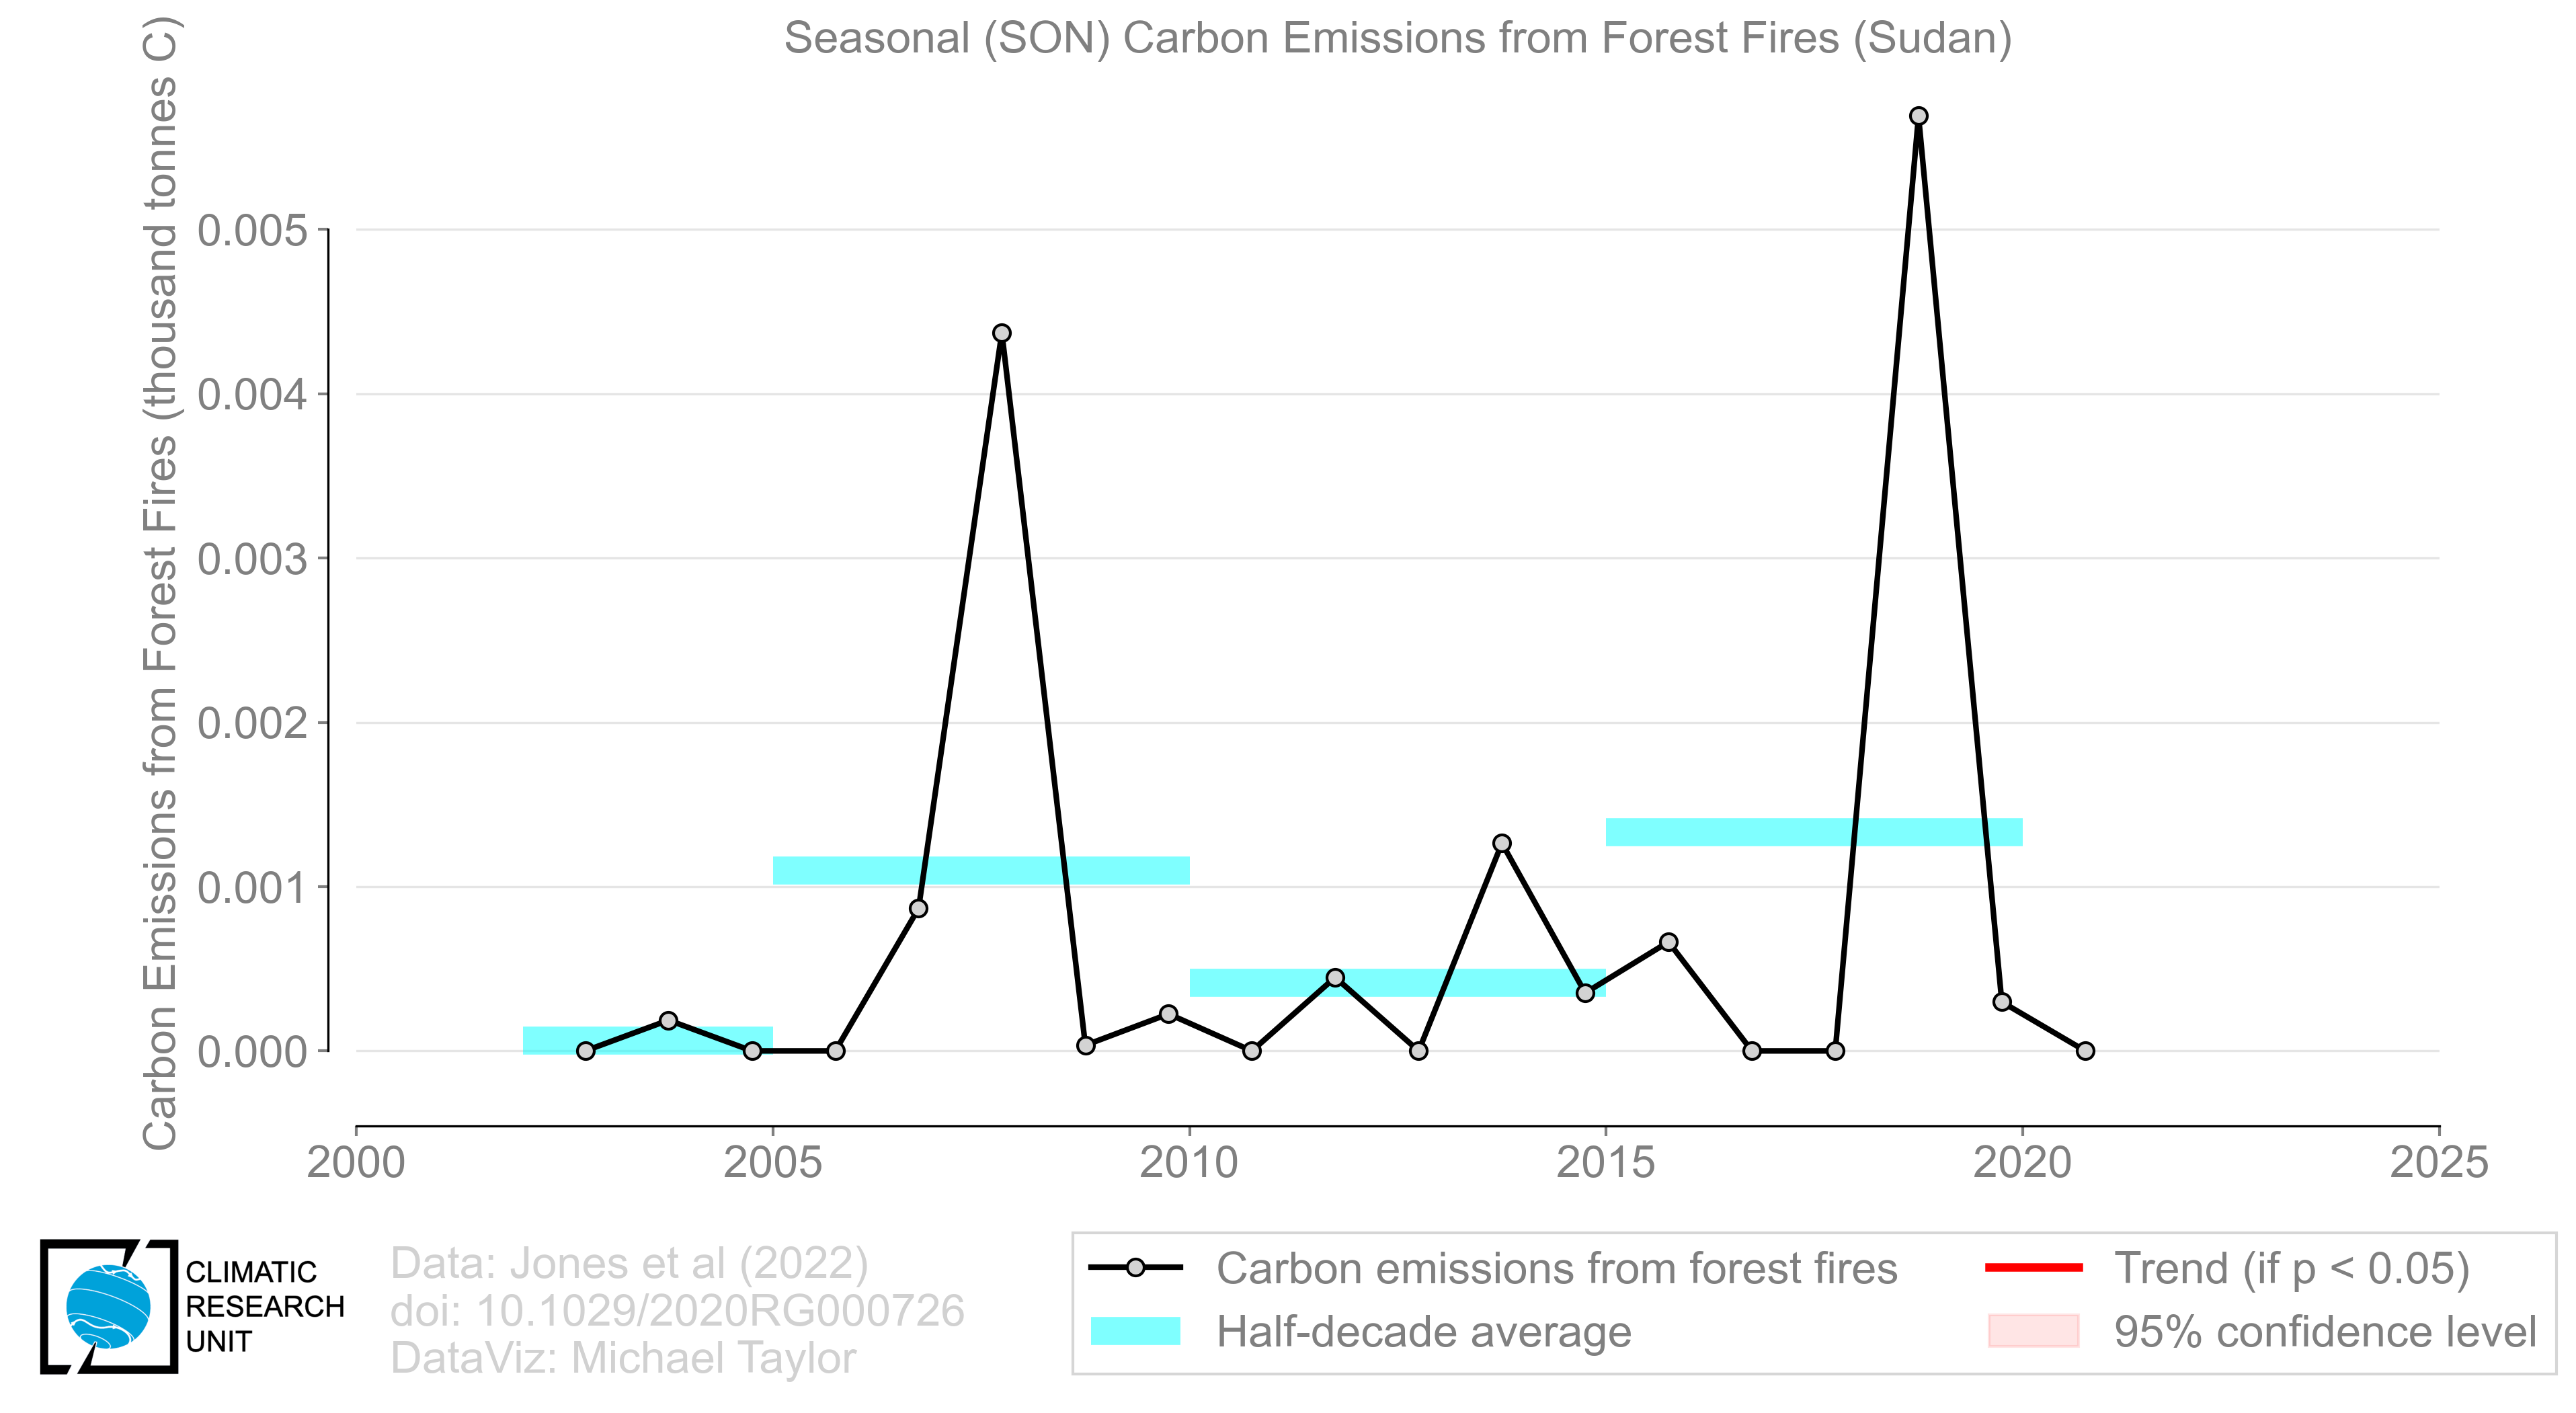 Seasonal (SON) Carbon Emissions from Forest Fires (Sudan)
Carbon Emissions from Forest Fires (thousand tonnes C)
0.005
0.004
0.003
0.002
0.001
0.000
2000 2005 2010 2015 2020 2025
CLIMATIC
RESEARCH
UNIT
Data: Jones et al (2022)
doi: 10.1029/2020RG000726
DataViz: Michael Taylor
Carbon emissions from forest fires
Half-decade average
Trend (if p < 0.05)
95% confidence level